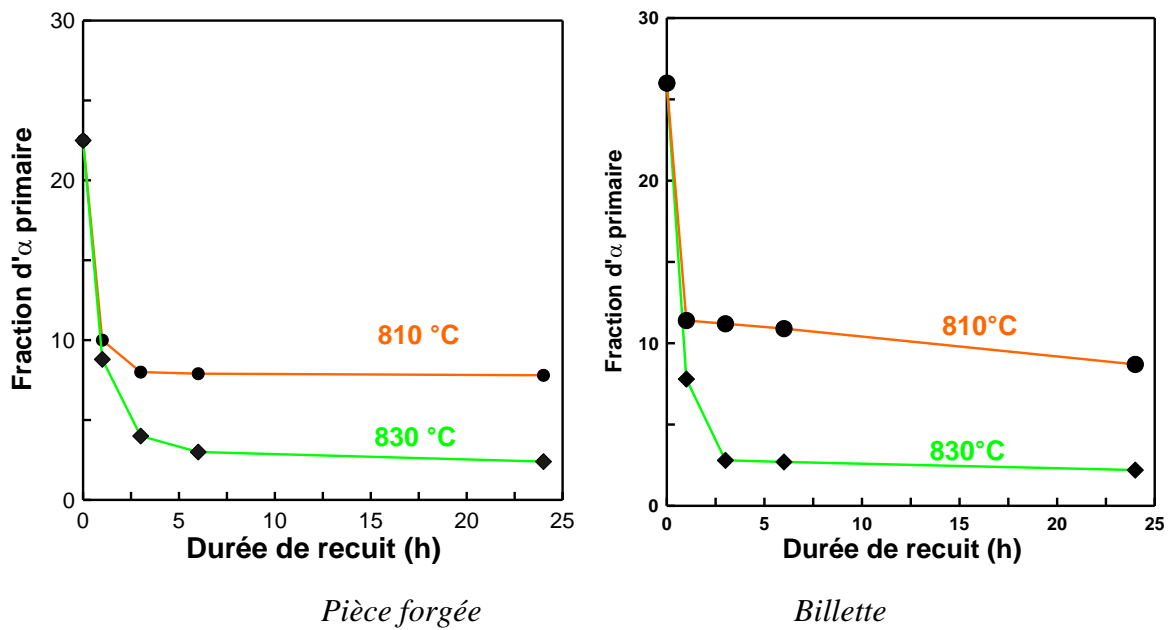 30
20
10
0
0
5
10
15
20
25
Fraction d'α primaire
Durée de recuit (h)
810 °C
830 °C
Pièce forgée
30
20
10
0
0
5
10
15
20
25
Fraction d'α primaire
Durée de recuit (h)
810°C
830°C
Billette